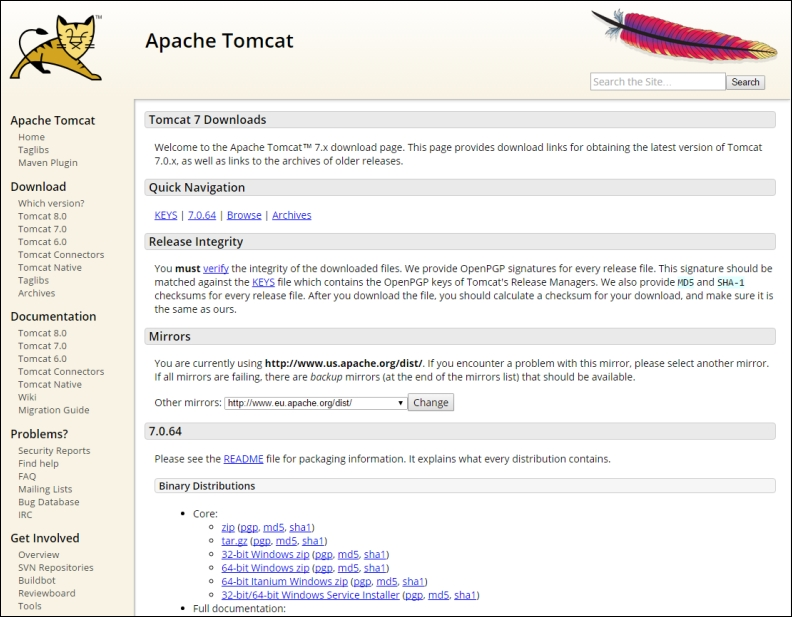 TM
Apache Tomcat
Search the Site...
Search
Apache Tomcat
Home
Taglibs
Maven Plugin
Download
Which version?
Tomcat 8.0
Tomcat 7.0
Tomcat 6.0
Tomcat Connectors
Tomcat Native
Taglibs
Archives
Documentation
Tomcat 8.0
Tomcat 7.0
Tomcat 6.0
Tomcat Connectors
Tomcat Native
Wiki
Migration Guide
Problems?
Security Reports
Find help
FAQ
Mailing Lists
Bug Database
IRC
Get Involved
Overview
SVN Repositories
Buildbot
Reviewboard
Tools
Tomcat 7 Downloads
Welcome to the Apache Tomcat™ 7.x download page. This page provides download links for obtaining the latest version of Tomcat
7.0.x, as well as links to the archives of older releases.
Quick Navigation
KEYS | 7.0.64 | Browse | Archives
Release Integrity
You must verify the integrity of the downloaded files. We provide OpenPGP signatures for every release file. This signature should be
matched against the KEYS file which contains the OpenPGP keys of Tomcat's Release Managers. We also provide MD5 and SHA-1
checksums for every release file. After you download the file, you should calculate a checksum for your download, and make sure it is
the same as ours.
Mirrors
You are currently using http://www.us.apache.org/dist/. If you encounter a problem with this mirror, please select another mirror.
If all mirrors are failing, there are backup mirrors (at the end of the mirrors list) that should be available.
Other mirrors: http://www.eu.apache.org/dist/ Change
7.0.64
Please see the README file for packaging information. It explains what every distribution contains.
Binary Distributions
• Core:
○ zip (pgp, md5, sha1)
○ tar.gz (pgp, md5, sha1)
○ 32-bit Windows zip (pgp, md5, sha1)
○ 64-bit Windows zip (pgp, md5, sha1)
○ 64-bit Itanium Windows zip (pgp, md5, sha1)
○ 32-bit/64-bit Windows Service Installer (pgp, md5, sha1)
• Full documentation: